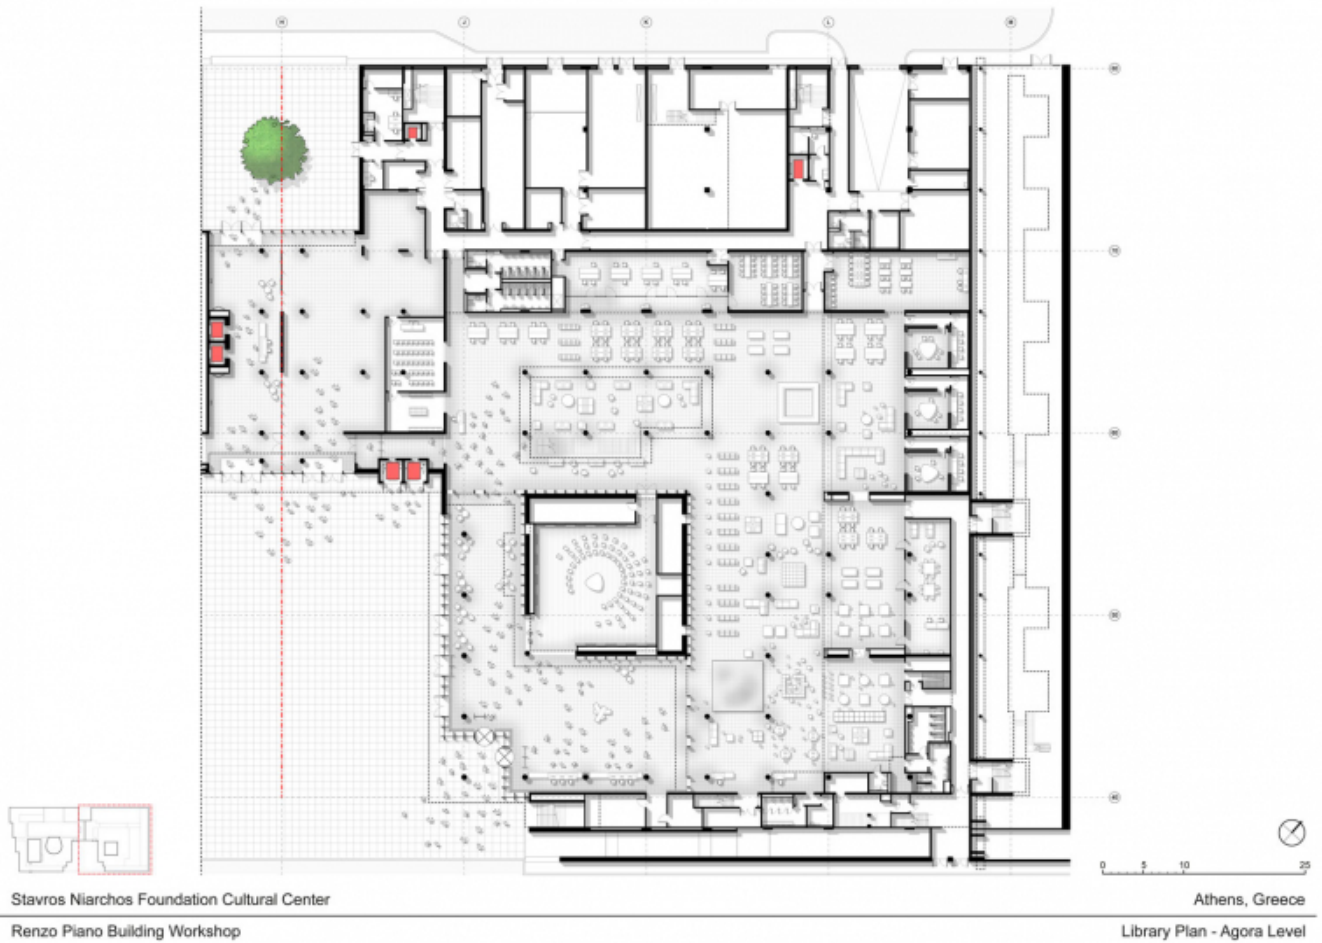 H J K L
0 5 10 25
Stavros Niarchos Foundation Cultural Center Athens, Greece
Renzo Piano Building Workshop Library Plan - Agora Level